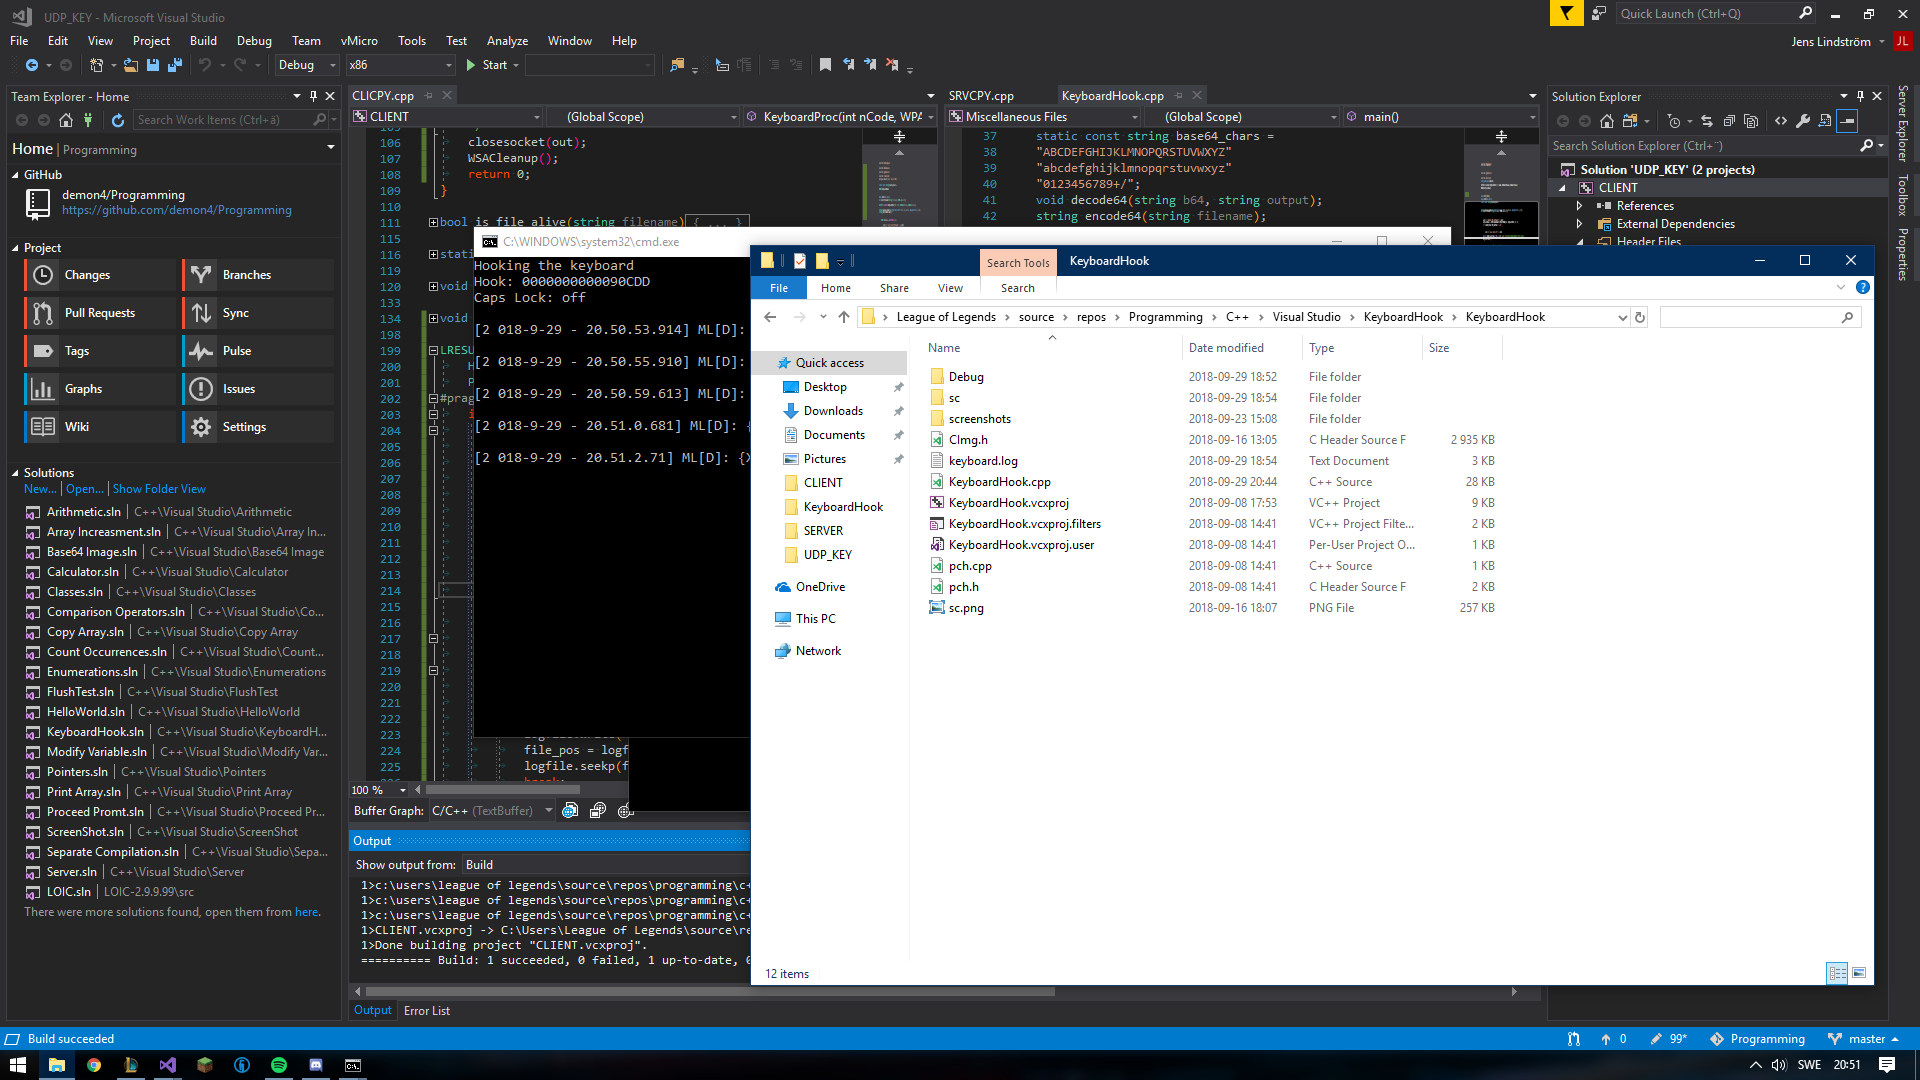 UDP_KEY - Microsoft Visual Studio
Quick Launch (Ctrl+Q)
File Edit View Project Build Debug Team vMicro Tools Test Analyze Window Help
Jens Lindström JL
Debug x86 Start
Team Explorer - Home
Search Work Items (Ctrl+ä)
Home | Programming
GitHub
demon4/Programming
https://github.com/demon4/Programming
Project
Changes Branches
Pull Requests Sync
Tags Pulse
Graphs Issues
Wiki Settings
Solutions
New... | Open... | Show Folder View
Arithmetic.sln | C++\Visual Studio\Arithmetic
Array Increasment.sln | C++\Visual Studio\Array In...
Base64 Image.sln | C++\Visual Studio\Base64 Image
Calculator.sln | C++\Visual Studio\Calculator
Classes.sln | C++\Visual Studio\Classes
Comparison Operators.sln | C++\Visual Studio\Co...
Copy Array.sln | C++\Visual Studio\Copy Array
Count Occurrences.sln | C++\Visual Studio\Count...
Enumerations.sln | C++\Visual Studio\Enumerations
FlushTest.sln | C++\Visual Studio\FlushTest
HelloWorld.sln | C++\Visual Studio\HelloWorld
KeyboardHook.sln | C++\Visual Studio\KeyboardH...
Modify Variable.sln | C++\Visual Studio\Modify Var...
Pointers.sln | C++\Visual Studio\Pointers
Print Array.sln | C++\Visual Studio\Print Array
Proceed Promt.sln | C++\Visual Studio\Proceed Pr...
ScreenShot.sln | C++\Visual Studio\ScreenShot
Separate Compilation.sln | C++\Visual Studio\Sepa...
Server.sln | C++\Visual Studio\Server
LOIC.sln | LOIC-2.9.9.99\src
There were more solutions found, open them from here.
CLICPY.cpp
CLIENT (Global Scope) KeyboardProc(int nCode, WPA
106 closesocket(out);
107 WSACleanup();
108 return 0;
109 }
110
111 bool is_file_alive(string filename){ ... }
115
116 stati
119
120 void
133
134 void
198
199 LRESU
200 H
201 P
202 #prag
203 i
204
205
206
207
208
209
210
211
212
213
214
215
216
217
218
219
220
221
222
223
224 file_pos = logf
225 logfile.seekp(f
break;
100 %
Buffer Graph: C/C++ (TextBuffer)
SRVCPY.cpp KeyboardHook.cpp
Miscellaneous Files (Global Scope) main()
37 static const string base64_chars =
38 "ABCDEFGHIJKLMNOPQRSTUVWXYZ"
39 "abcdefghijklmnopqrstuvwxyz"
40 "0123456789+/";
41 void decode64(string b64, string output);
42 string encode64(string filename);
Solution Explorer
Search Solution Explorer (Ctrl+¨)
Solution 'UDP_KEY' (2 projects)
CLIENT
References
External Dependencies
Header Files
Server Explorer
Toolbox
Properties
C:\WINDOWS\system32\cmd.exe
Hooking the keyboard
Hook: 0000000000090CDD
Caps Lock: off
[2 018-9-29 - 20.50.53.914] ML[D]:
[2 018-9-29 - 20.50.55.910] ML[D]:
[2 018-9-29 - 20.50.59.613] ML[D]:
[2 018-9-29 - 20.51.0.681] ML[D]: {
[2 018-9-29 - 20.51.2.71] ML[D]: {X
Search Tools KeyboardHook
File Home Share View Search
League of Legends › source › repos › Programming › C++ › Visual Studio › KeyboardHook › KeyboardHook
Quick access
Desktop
Downloads
Documents
Pictures
CLIENT
KeyboardHook
SERVER
UDP_KEY
OneDrive
This PC
Network
Name Date modified Type Size
Debug 2018-09-29 18:52 File folder
sc 2018-09-29 18:54 File folder
screenshots 2018-09-23 15:08 File folder
CImg.h 2018-09-16 13:05 C Header Source F 2 935 KB
keyboard.log 2018-09-29 18:54 Text Document 3 KB
KeyboardHook.cpp 2018-09-29 20:44 C++ Source 28 KB
KeyboardHook.vcxproj 2018-09-08 17:53 VC++ Project 9 KB
KeyboardHook.vcxproj.filters 2018-09-08 14:41 VC++ Project Filte... 2 KB
KeyboardHook.vcxproj.user 2018-09-08 14:41 Per-User Project O... 1 KB
pch.cpp 2018-09-08 14:41 C++ Source 1 KB
pch.h 2018-09-08 14:41 C Header Source F 2 KB
sc.png 2018-09-16 18:07 PNG File 257 KB
12 items
Output
Show output from: Build
1>c:\users\league of legends\source\repos\programming\c+
1>c:\users\league of legends\source\repos\programming\c+
1>c:\users\league of legends\source\repos\programming\c+
1>CLIENT.vcxproj -> C:\Users\League of Legends\source\re
1>Done building project "CLIENT.vcxproj".
========== Build: 1 succeeded, 0 failed, 1 up-to-date, 0
Output Error List
Build succeeded
0 99* Programming master
SWE 20:51